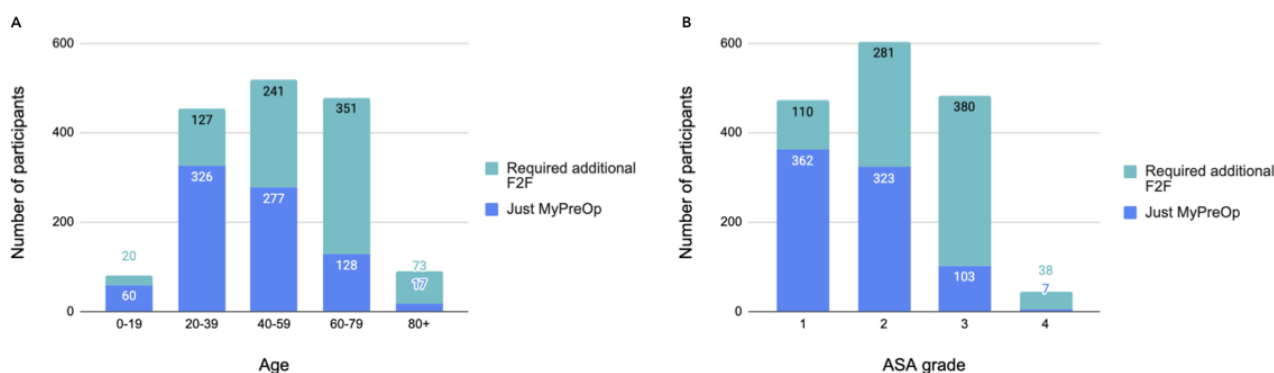 A
Number of participants
600
400
200
0
20
60
127
326
241
277
351
128
73
17
0-19
20-39
40-59
60-79
80+
Age
Required additional
F2F
Just MyPreOp
B
Number of participants
600
400
200
0
110
362
281
323
380
103
38
7
1
2
3
4
ASA grade
Required additional
F2F
Just MyPreOp